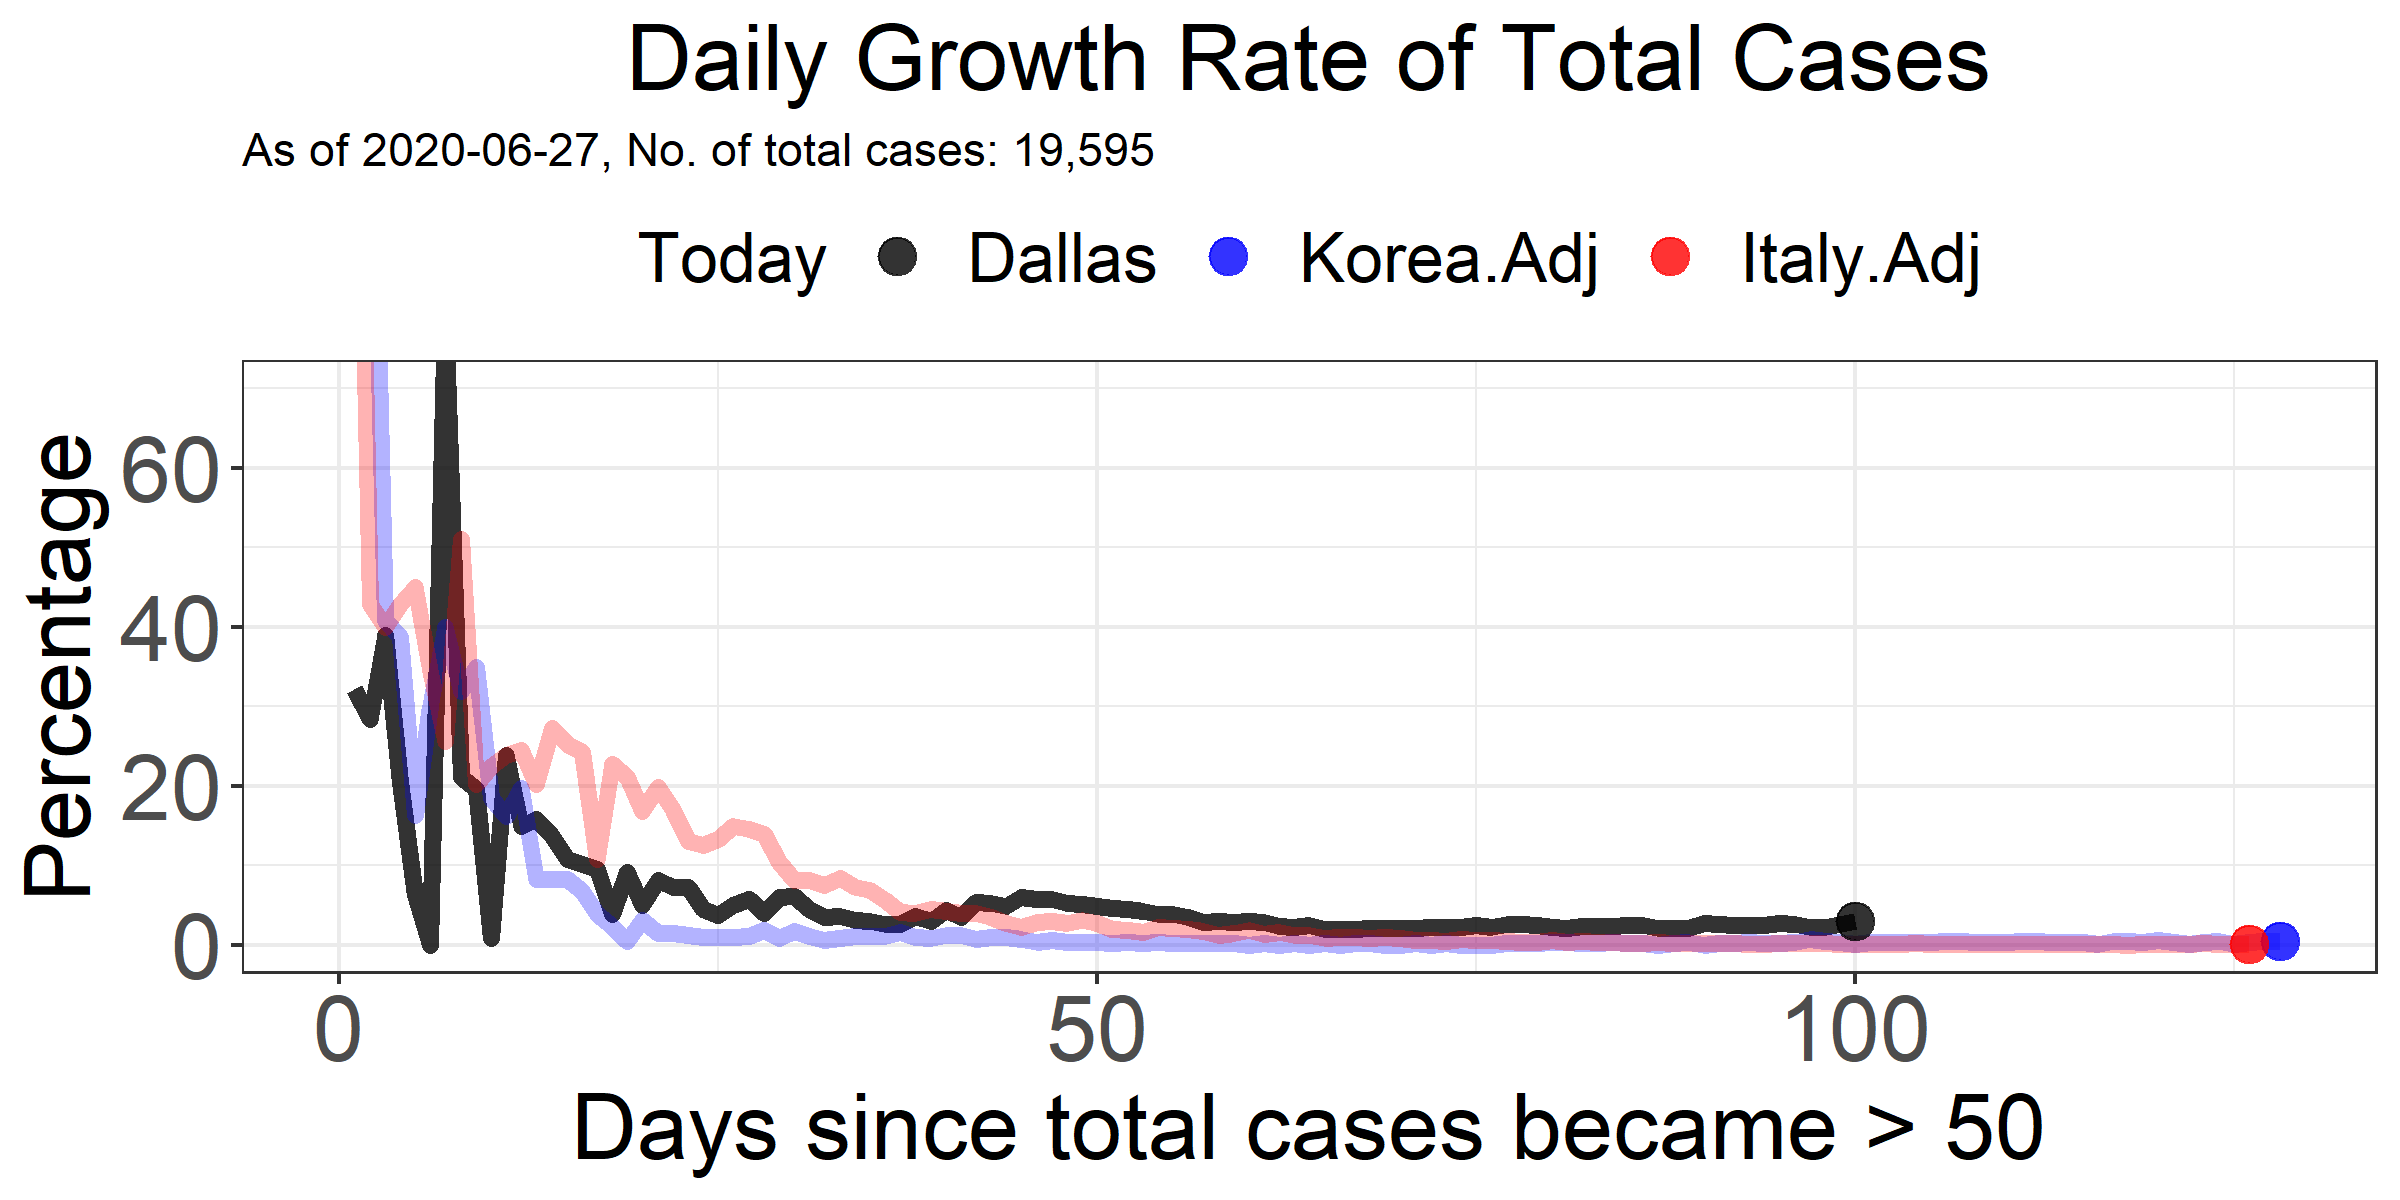 Daily Growth Rate of Total Cases
As of 2020-06-27, No. of total cases: 19,595
Today Dallas Korea.Adj Italy.Adj
Percentage
60
40
20
0
0 50 100
Days since total cases became > 50